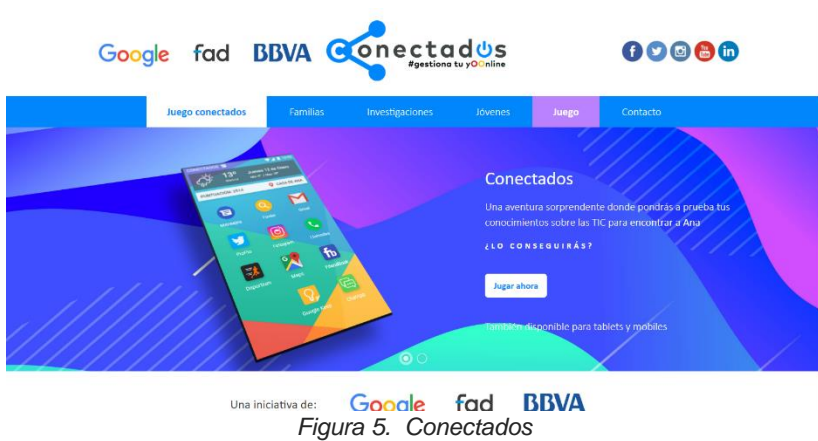 Google fad BBVA Conectados
#gestiona tu yOOnline
Juego conectados Familias Investigaciones Jóvenes Juego Contacto
Conectados
Una aventura sorprendente donde pondrás a prueba tus
conocimientos sobre las TIC para encontrar a Ana
¿LO CONSEGUIRÁS?
Jugar ahora
También disponible para tablets y mobiles
13°
Maps
Una iniciativa de: Google fad BBVA
Figura 5. Conectados